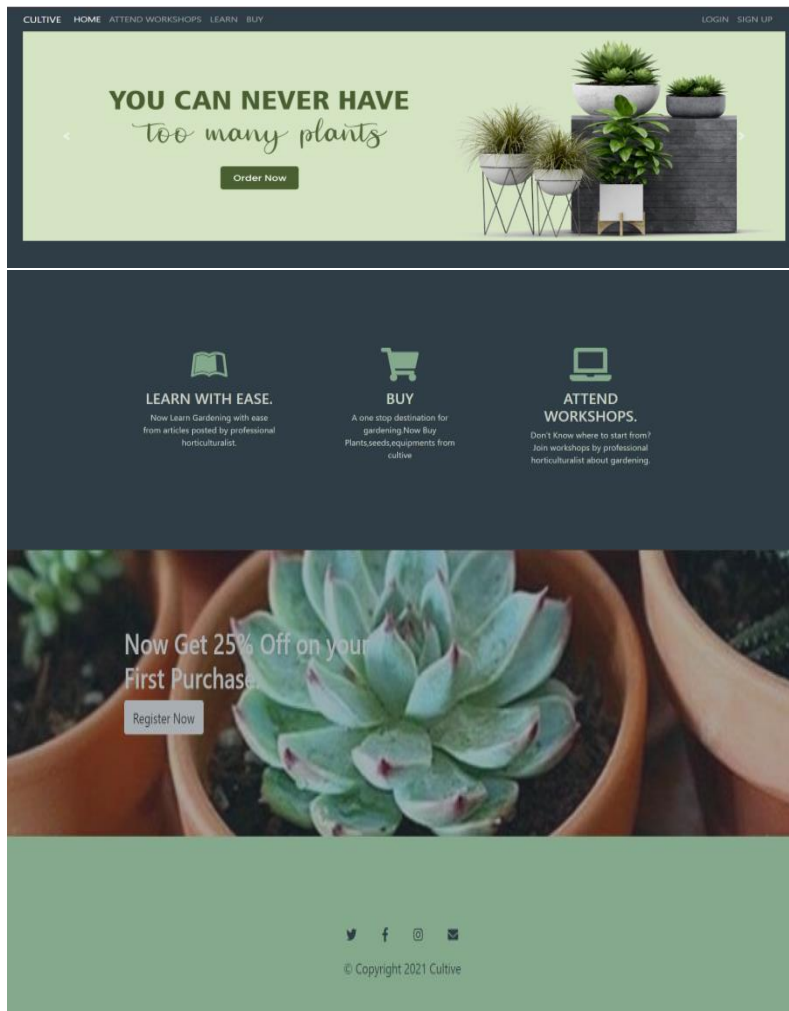 CULTIVE HOME ATTEND WORKSHOPS LEARN BUY LOGIN SIGN UP
YOU CAN NEVER HAVE
too many plants
Order Now
LEARN WITH EASE.
Now Learn Gardening with ease
from articles posted by professional
horticulturalist.
BUY
A one stop destination for
gardening.Now Buy
Plants,seeds,equipments from
cultive
ATTEND
WORKSHOPS.
Don't Know where to start from?
Join workshops by professional
horticulturalist about gardening.
Now Get 25% Off on your
First Purchase.
Register Now
© Copyright 2021 Cultive